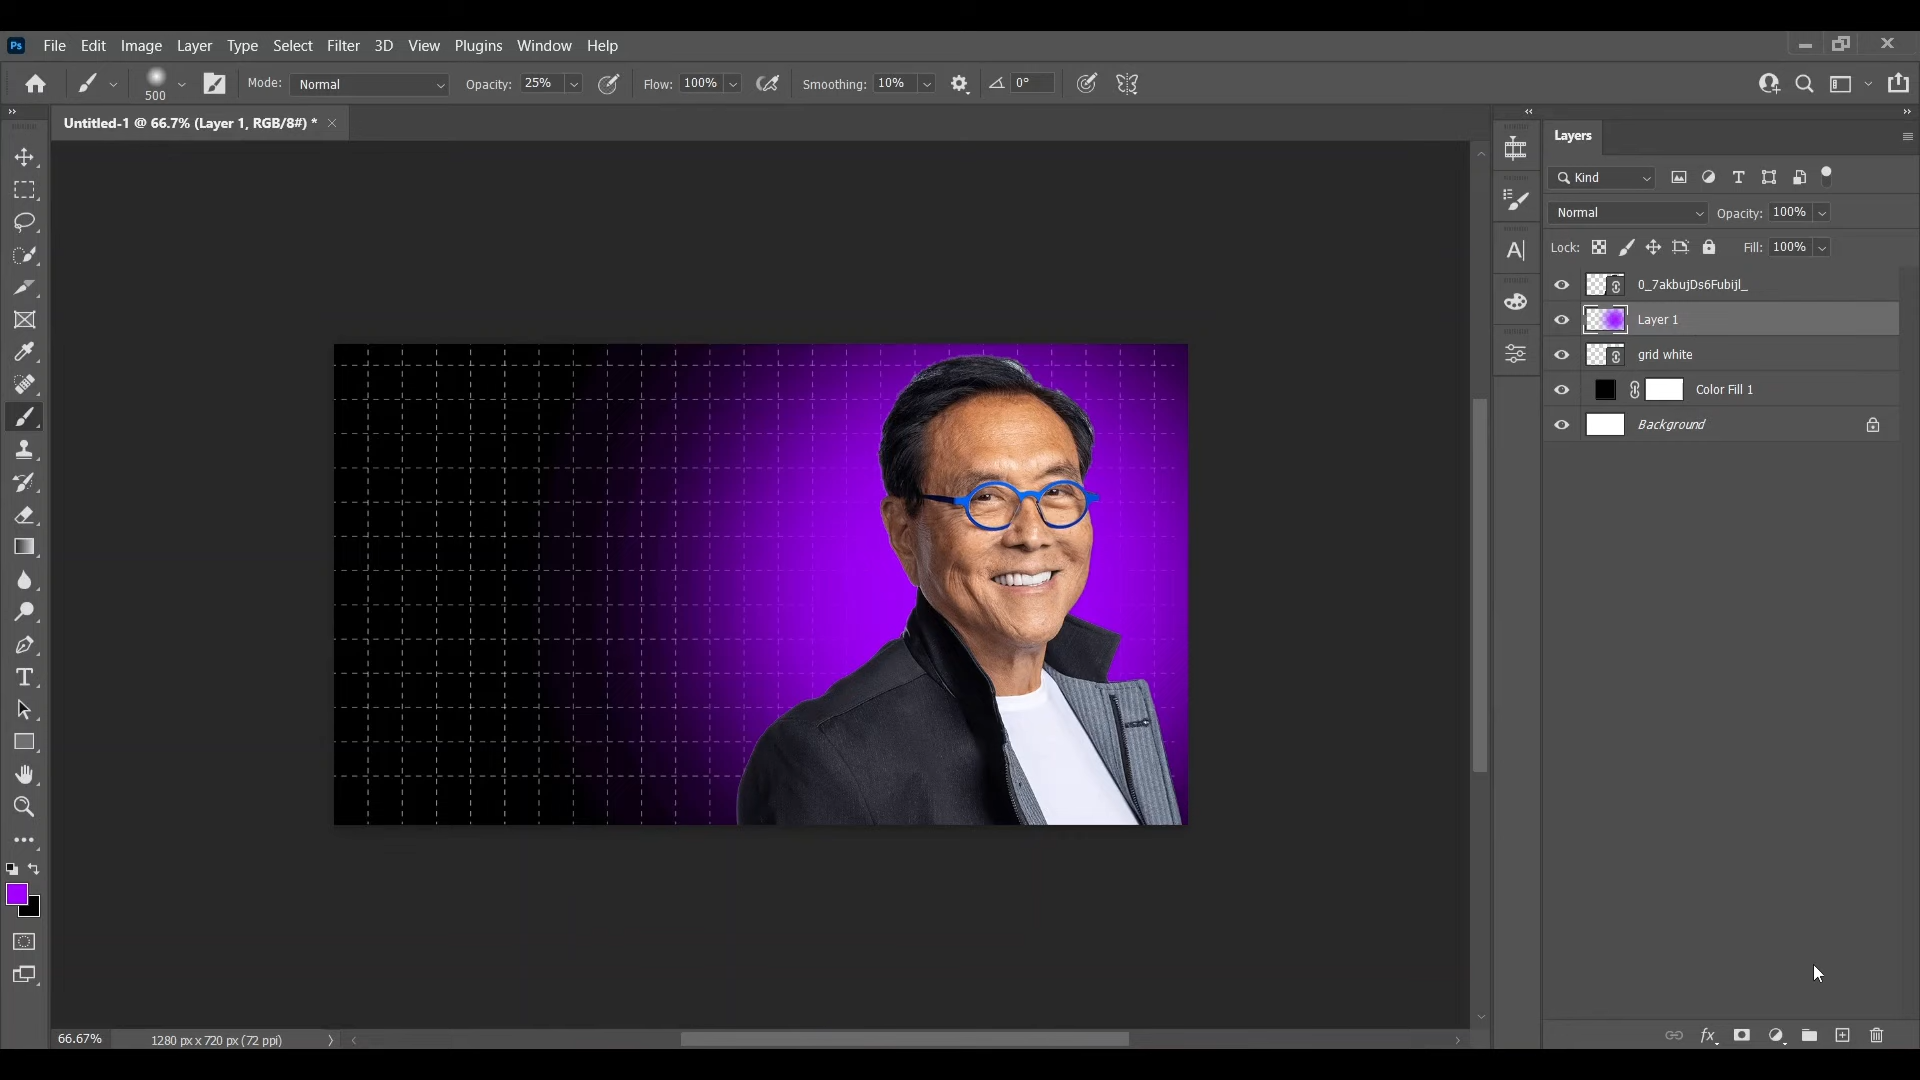 Ps File Edit Image Layer Type Select Filter 3D View Plugins Window Help
500 Mode: Normal Opacity: 25% Flow: 100% Smoothing: 10% 0°
Untitled-1 @ 66.7% (Layer 1, RGB/8#) *
Layers
Kind
Normal Opacity: 100%
Lock: Fill: 100%
0_7akbujDs6Fubijl_
Layer 1
grid white
Color Fill 1
Background
66.67% 1280 px x 720 px (72 ppi)